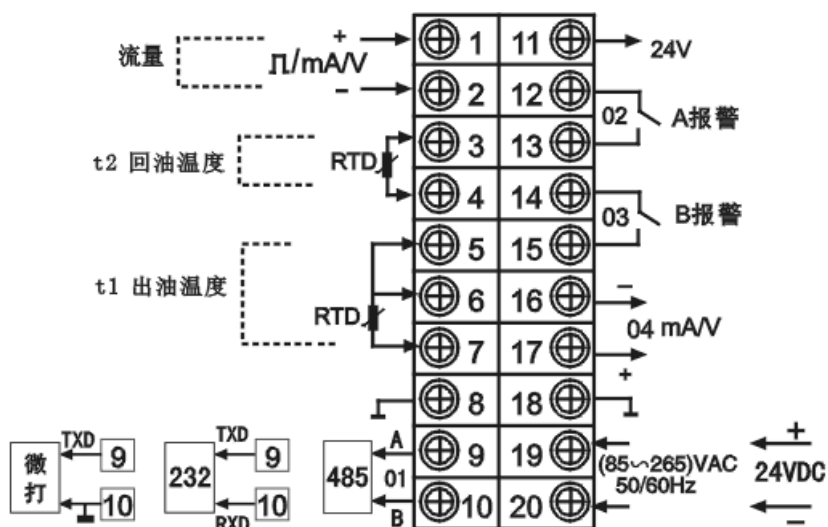 流量
+
⎍/mA/V
−
1 11
24V
2 12
02
A报警
t2 回油温度
RTD
3 13
4 14
03
B报警
t1 出油温度
RTD
5 15
6 16
−
04 mA/V
7 17
+
8 18
微打
TXD
9
10
232
TXD
9
10
RXD
485
A
01
B
9 19
10 20
(85∽265)VAC
50/60Hz
+
24VDC
−